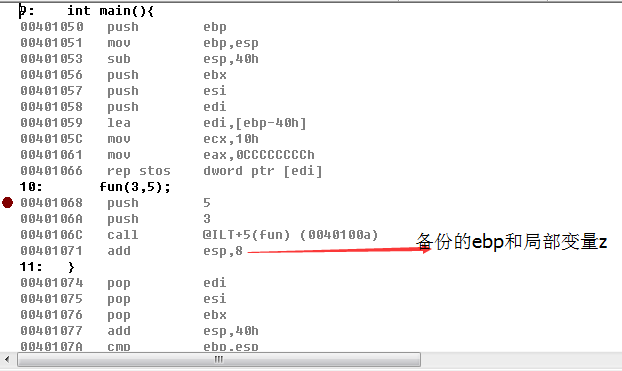 9:    int main(){
00401050   push        ebp
00401051   mov         ebp,esp
00401053   sub         esp,40h
00401056   push        ebx
00401057   push        esi
00401058   push        edi
00401059   lea         edi,[ebp-40h]
0040105C   mov         ecx,10h
00401061   mov         eax,0CCCCCCCCh
00401066   rep stos    dword ptr [edi]
10:       fun(3,5);
00401068   push        5
0040106A   push        3
0040106C   call        @ILT+5(fun) (0040100a)
00401071   add         esp,8
备份的ebp和局部变量z
11:   }
00401074   pop         edi
00401075   pop         esi
00401076   pop         ebx
00401077   add         esp,40h
0040107A   cmp         ebp,esp